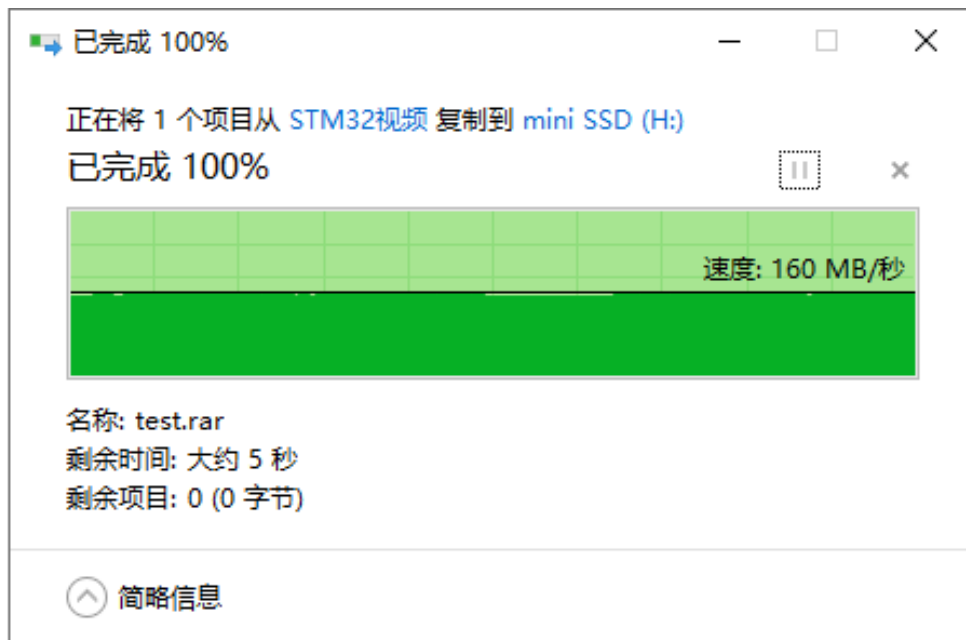 已完成 100%
正在将 1 个项目从 STM32视频 复制到 mini SSD (H:)
已完成 100%
速度: 160 MB/秒
名称: test.rar
剩余时间: 大约 5 秒
剩余项目: 0 (0 字节)
简略信息